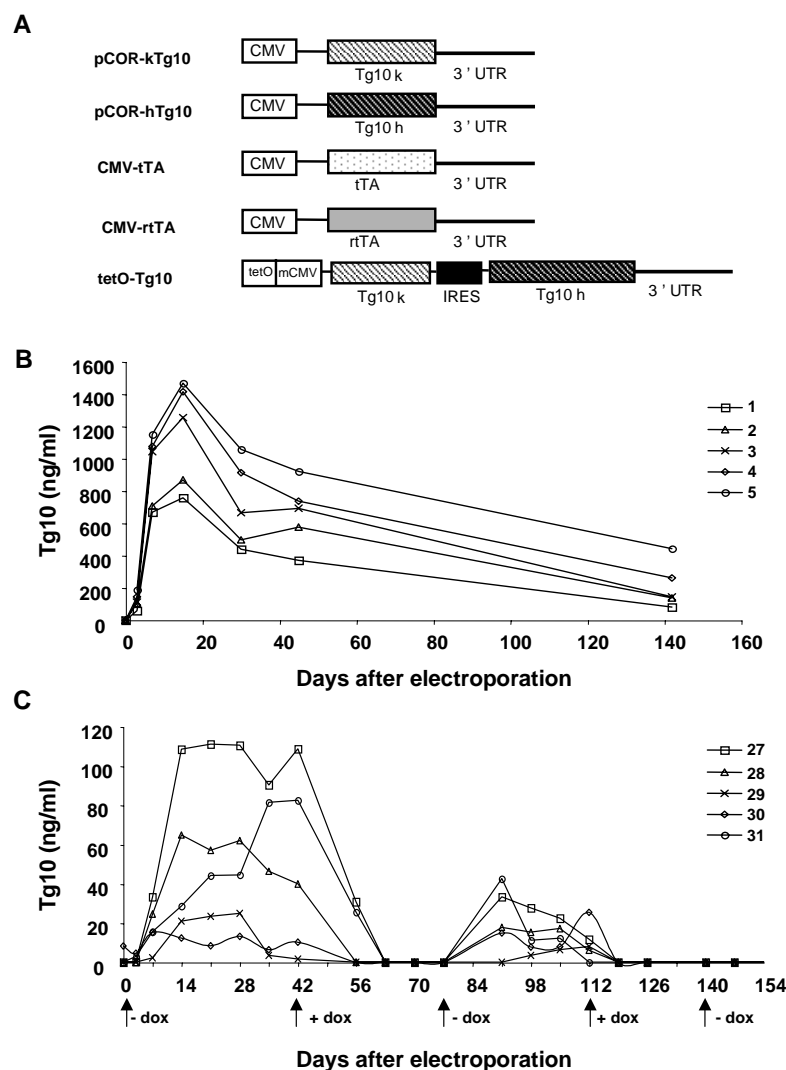 A
pCOR-kTg10
CMV
Tg10 k
3 ' UTR
pCOR-hTg10
CMV
Tg10 h
3 ' UTR
CMV-tTA
CMV
tTA
3 ' UTR
CMV-rtTA
CMV
rtTA
3 ' UTR
tetO-Tg10
tetO mCMV
Tg10 k
IRES
Tg10 h
3 ' UTR
B
Tg10 (ng/ml)
1600
1400
1200
1000
800
600
400
200
0
0 20 40 60 80 100 120 140 160
Days after electroporation
1
2
3
4
5
C
Tg10 (ng/ml)
120
100
80
60
40
20
0
0 14 28 42 56 70 84 98 112 126 140 154
- dox + dox - dox + dox - dox
Days after electroporation
27
28
29
30
31